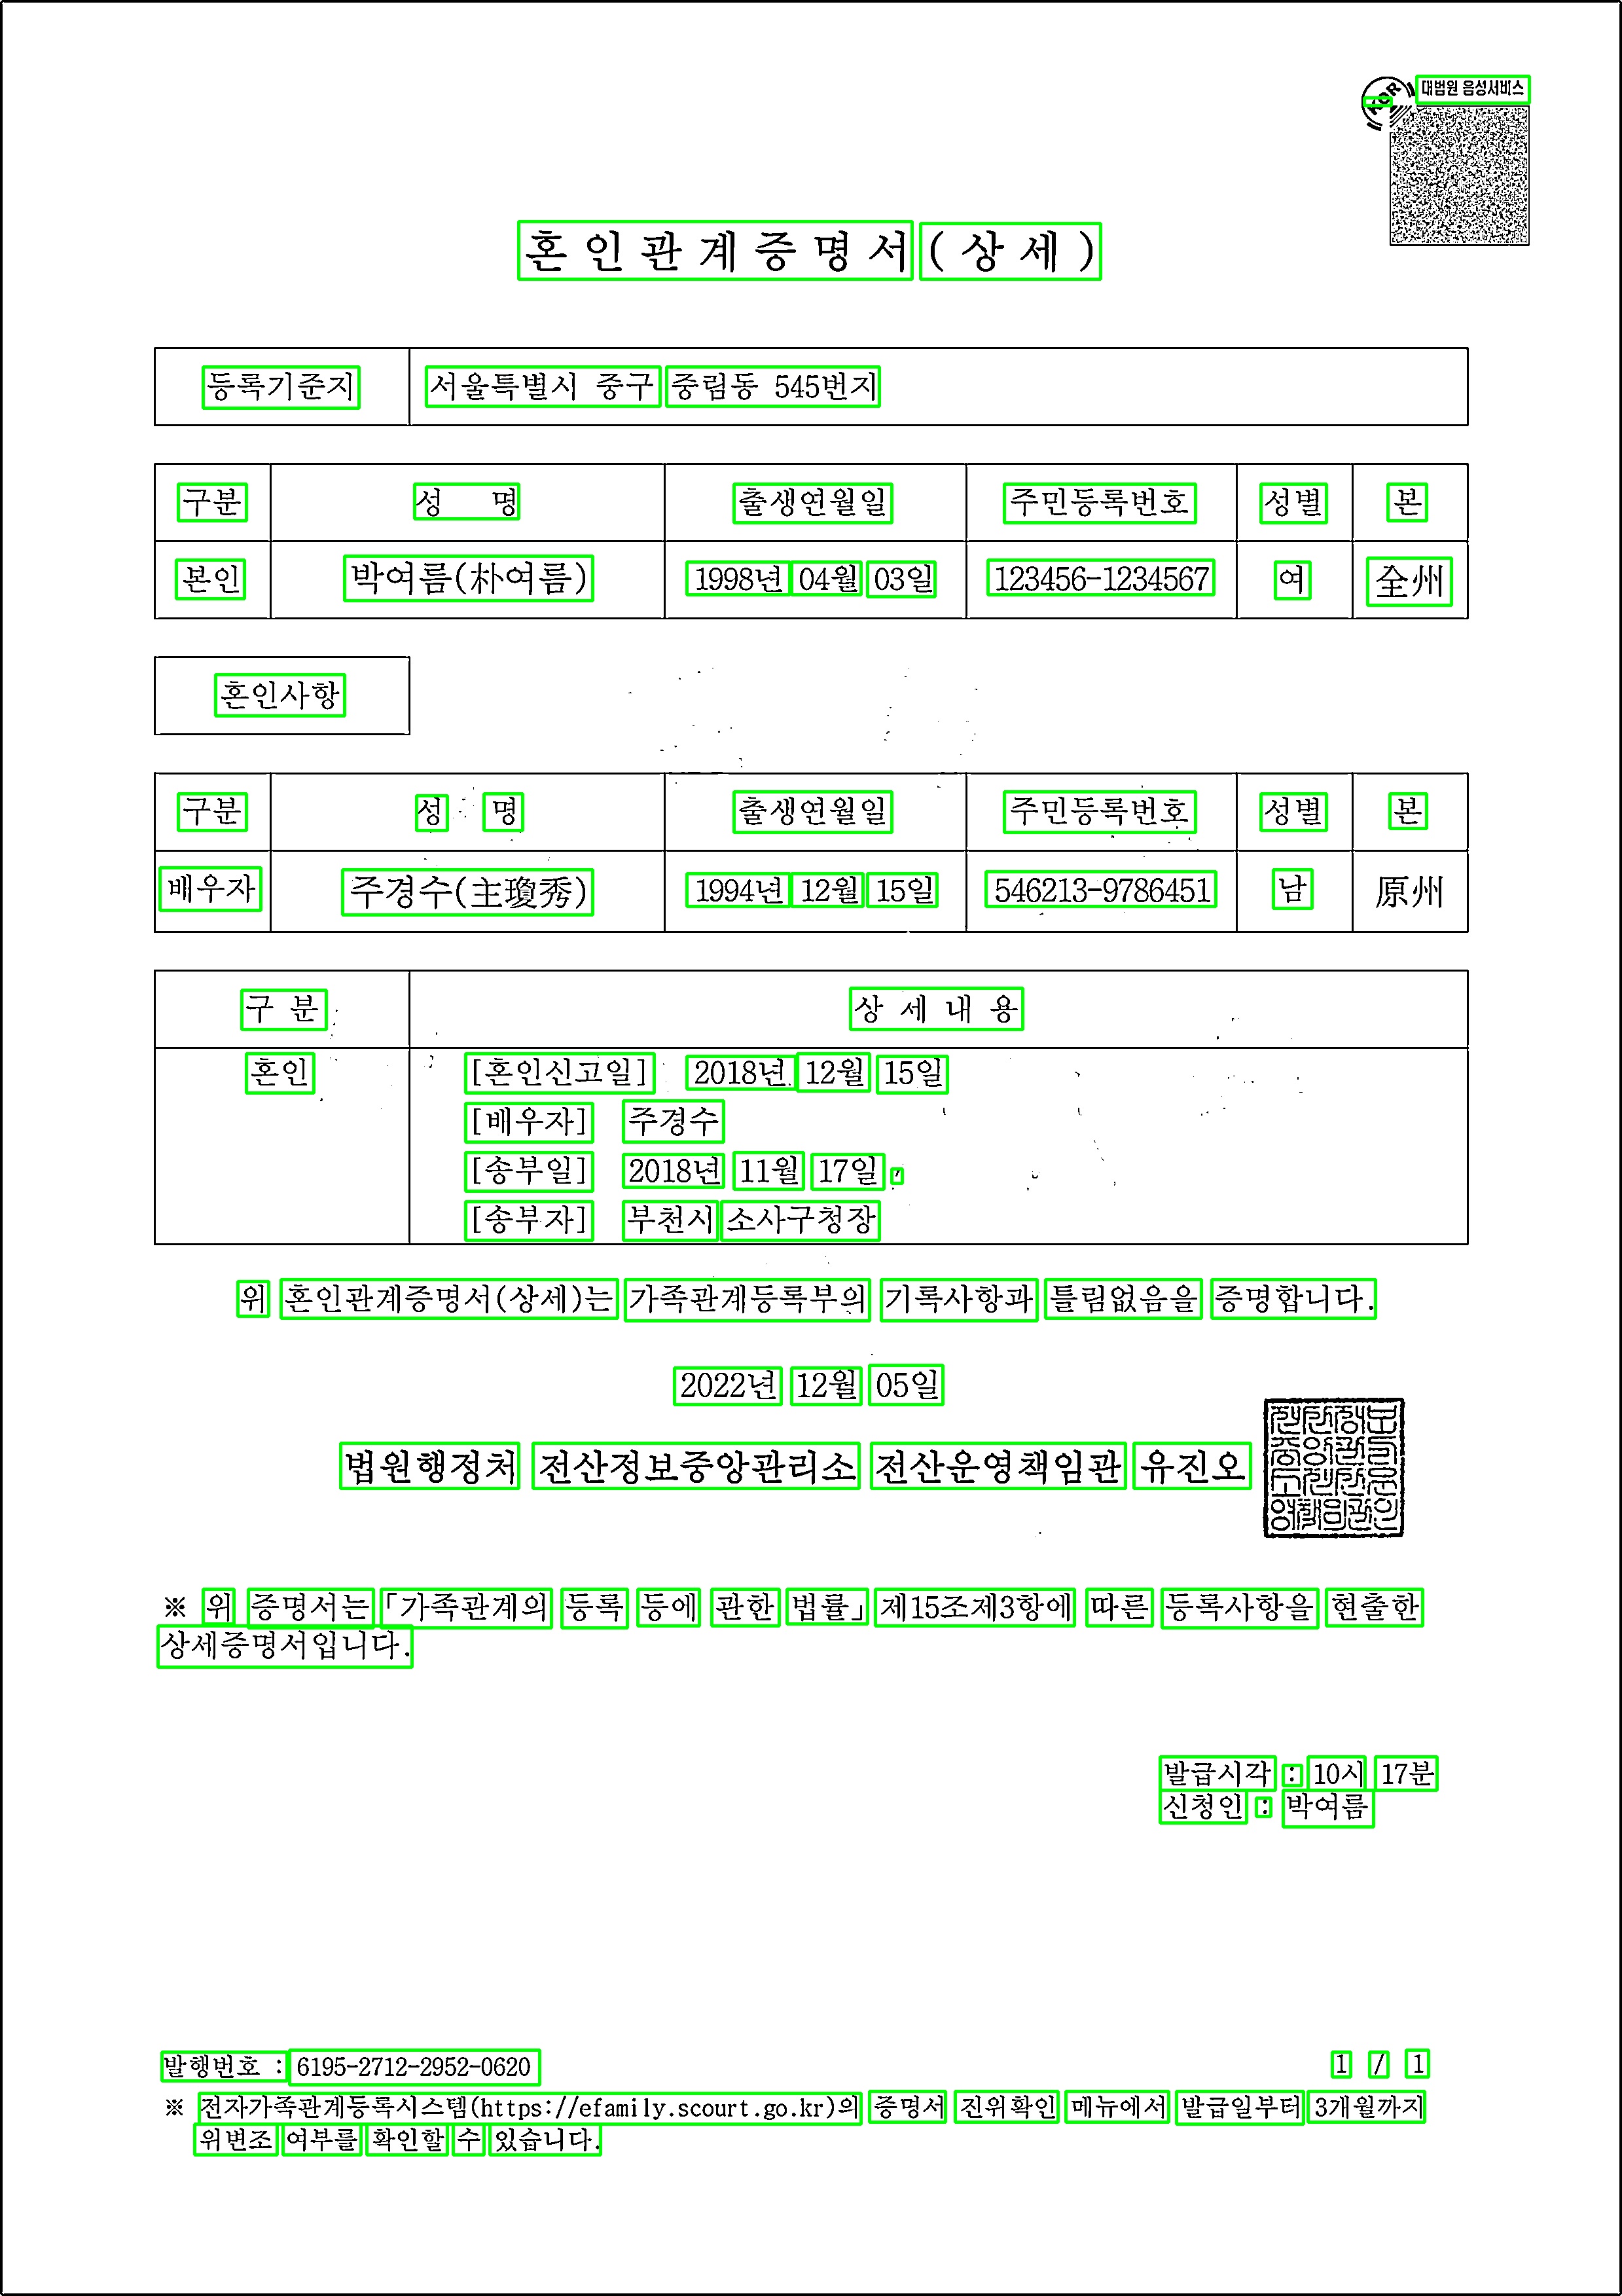 대법원 음성서비스
혼 인 관 계 증 명 서 ( 상 세 )
등록기준지 서울특별시 중구 중림동 545번지
구분 성 명 출생연월일 주민등록번호 성별 본
본인 박여름(朴여름) 1998년 04월 03일 123456-1234567 여 全州
혼인사항
구분 성 명 출생연월일 주민등록번호 성별 본
배우자 주경수(主瓊秀) 1994년 12월 15일 546213-9786451 남 原州
구 분 상 세 내 용
혼인 [혼인신고일] 2018년 12월 15일
[배우자] 주경수
[송부일] 2018년 11월 17일
[송부자] 부천시 소사구청장
위 혼인관계증명서(상세)는 가족관계등록부의 기록사항과 틀림없음을 증명합니다.
2022년 12월 05일
법원행정처 전산정보중앙관리소 전산운영책임관 유진오
※ 위 증명서는 「가족관계의 등록 등에 관한 법률」 제15조제3항에 따른 등록사항을 현출한
상세증명서입니다.
발급시각 : 10시 17분
신청인 : 박여름
발행번호 : 6195-2712-2952-0620 1 / 1
※ 전자가족관계등록시스템(https://efamily.scourt.go.kr)의 증명서 진위확인 메뉴에서 발급일부터 3개월까지
위변조 여부를 확인할 수 있습니다.